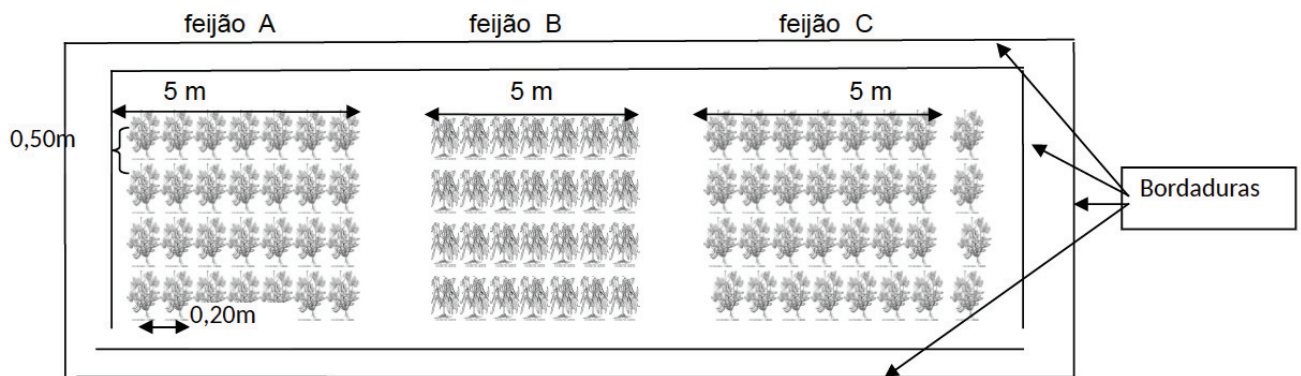 feijão A
feijão B
feijão C
5 m
5 m
5 m
0,50m
Bordaduras
0,20m